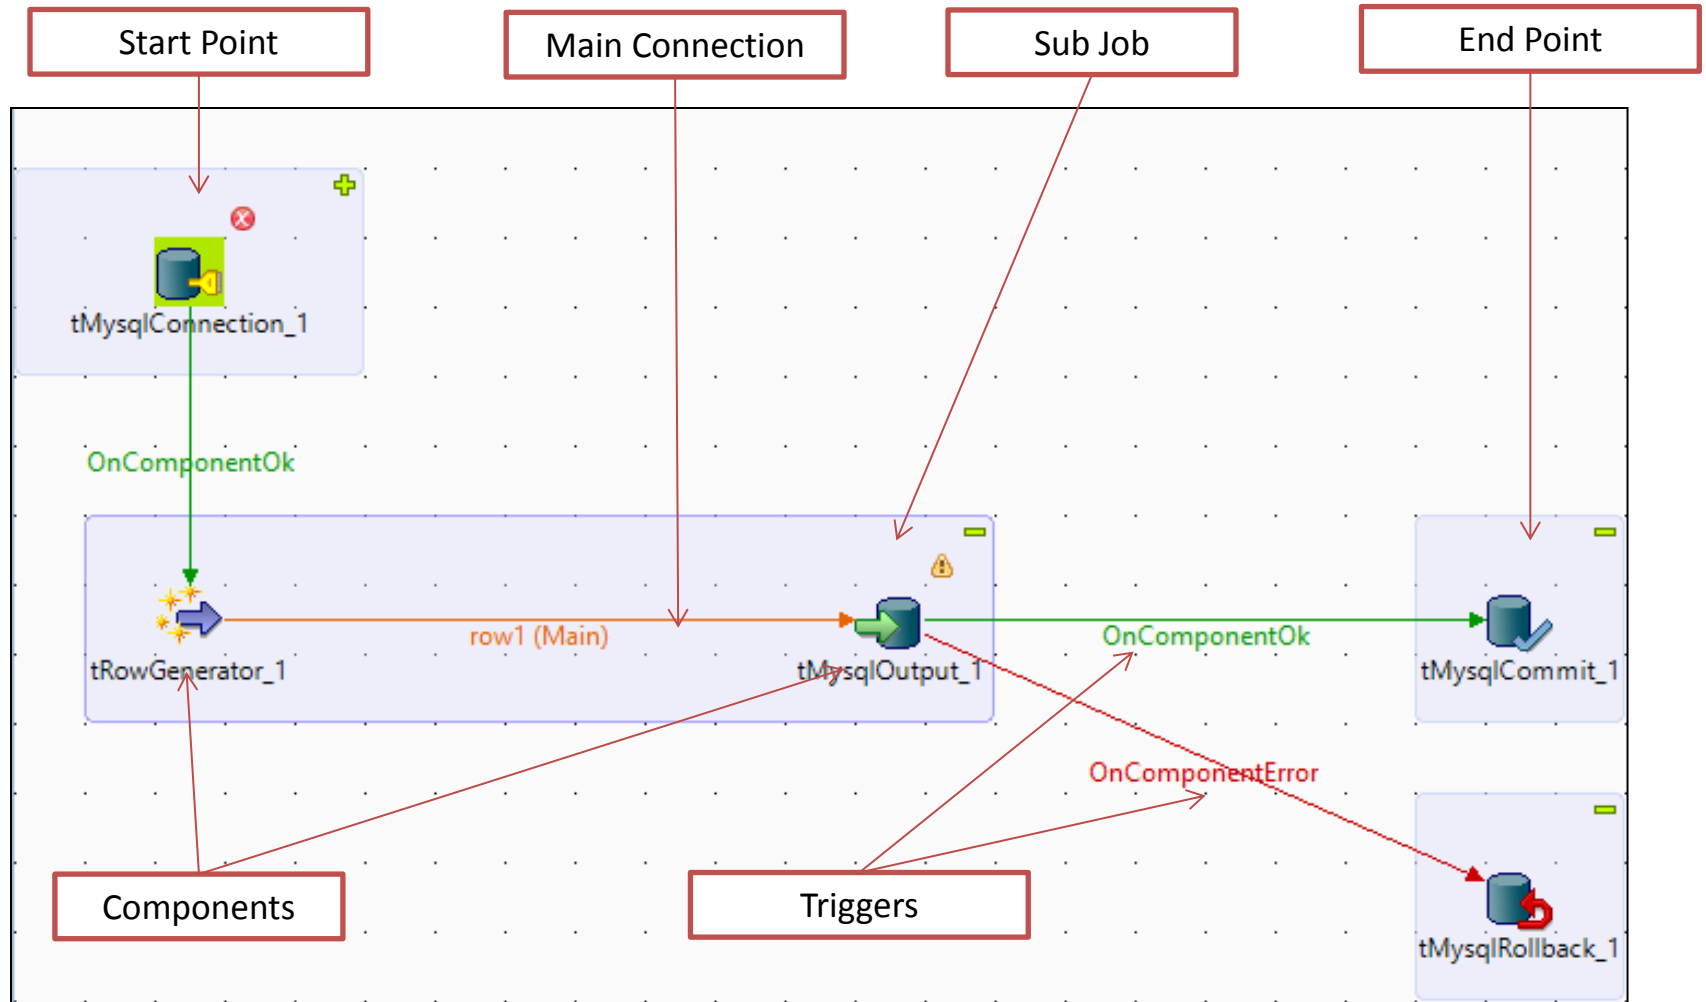 Start Point
Main Connection
Sub Job
End Point
tMysqlConnection_1
OnComponentOk
row1 (Main)
OnComponentOk
tRowGenerator_1
tMysqlOutput_1
tMysqlCommit_1
OnComponentError
Components
Triggers
tMysqlRollback_1